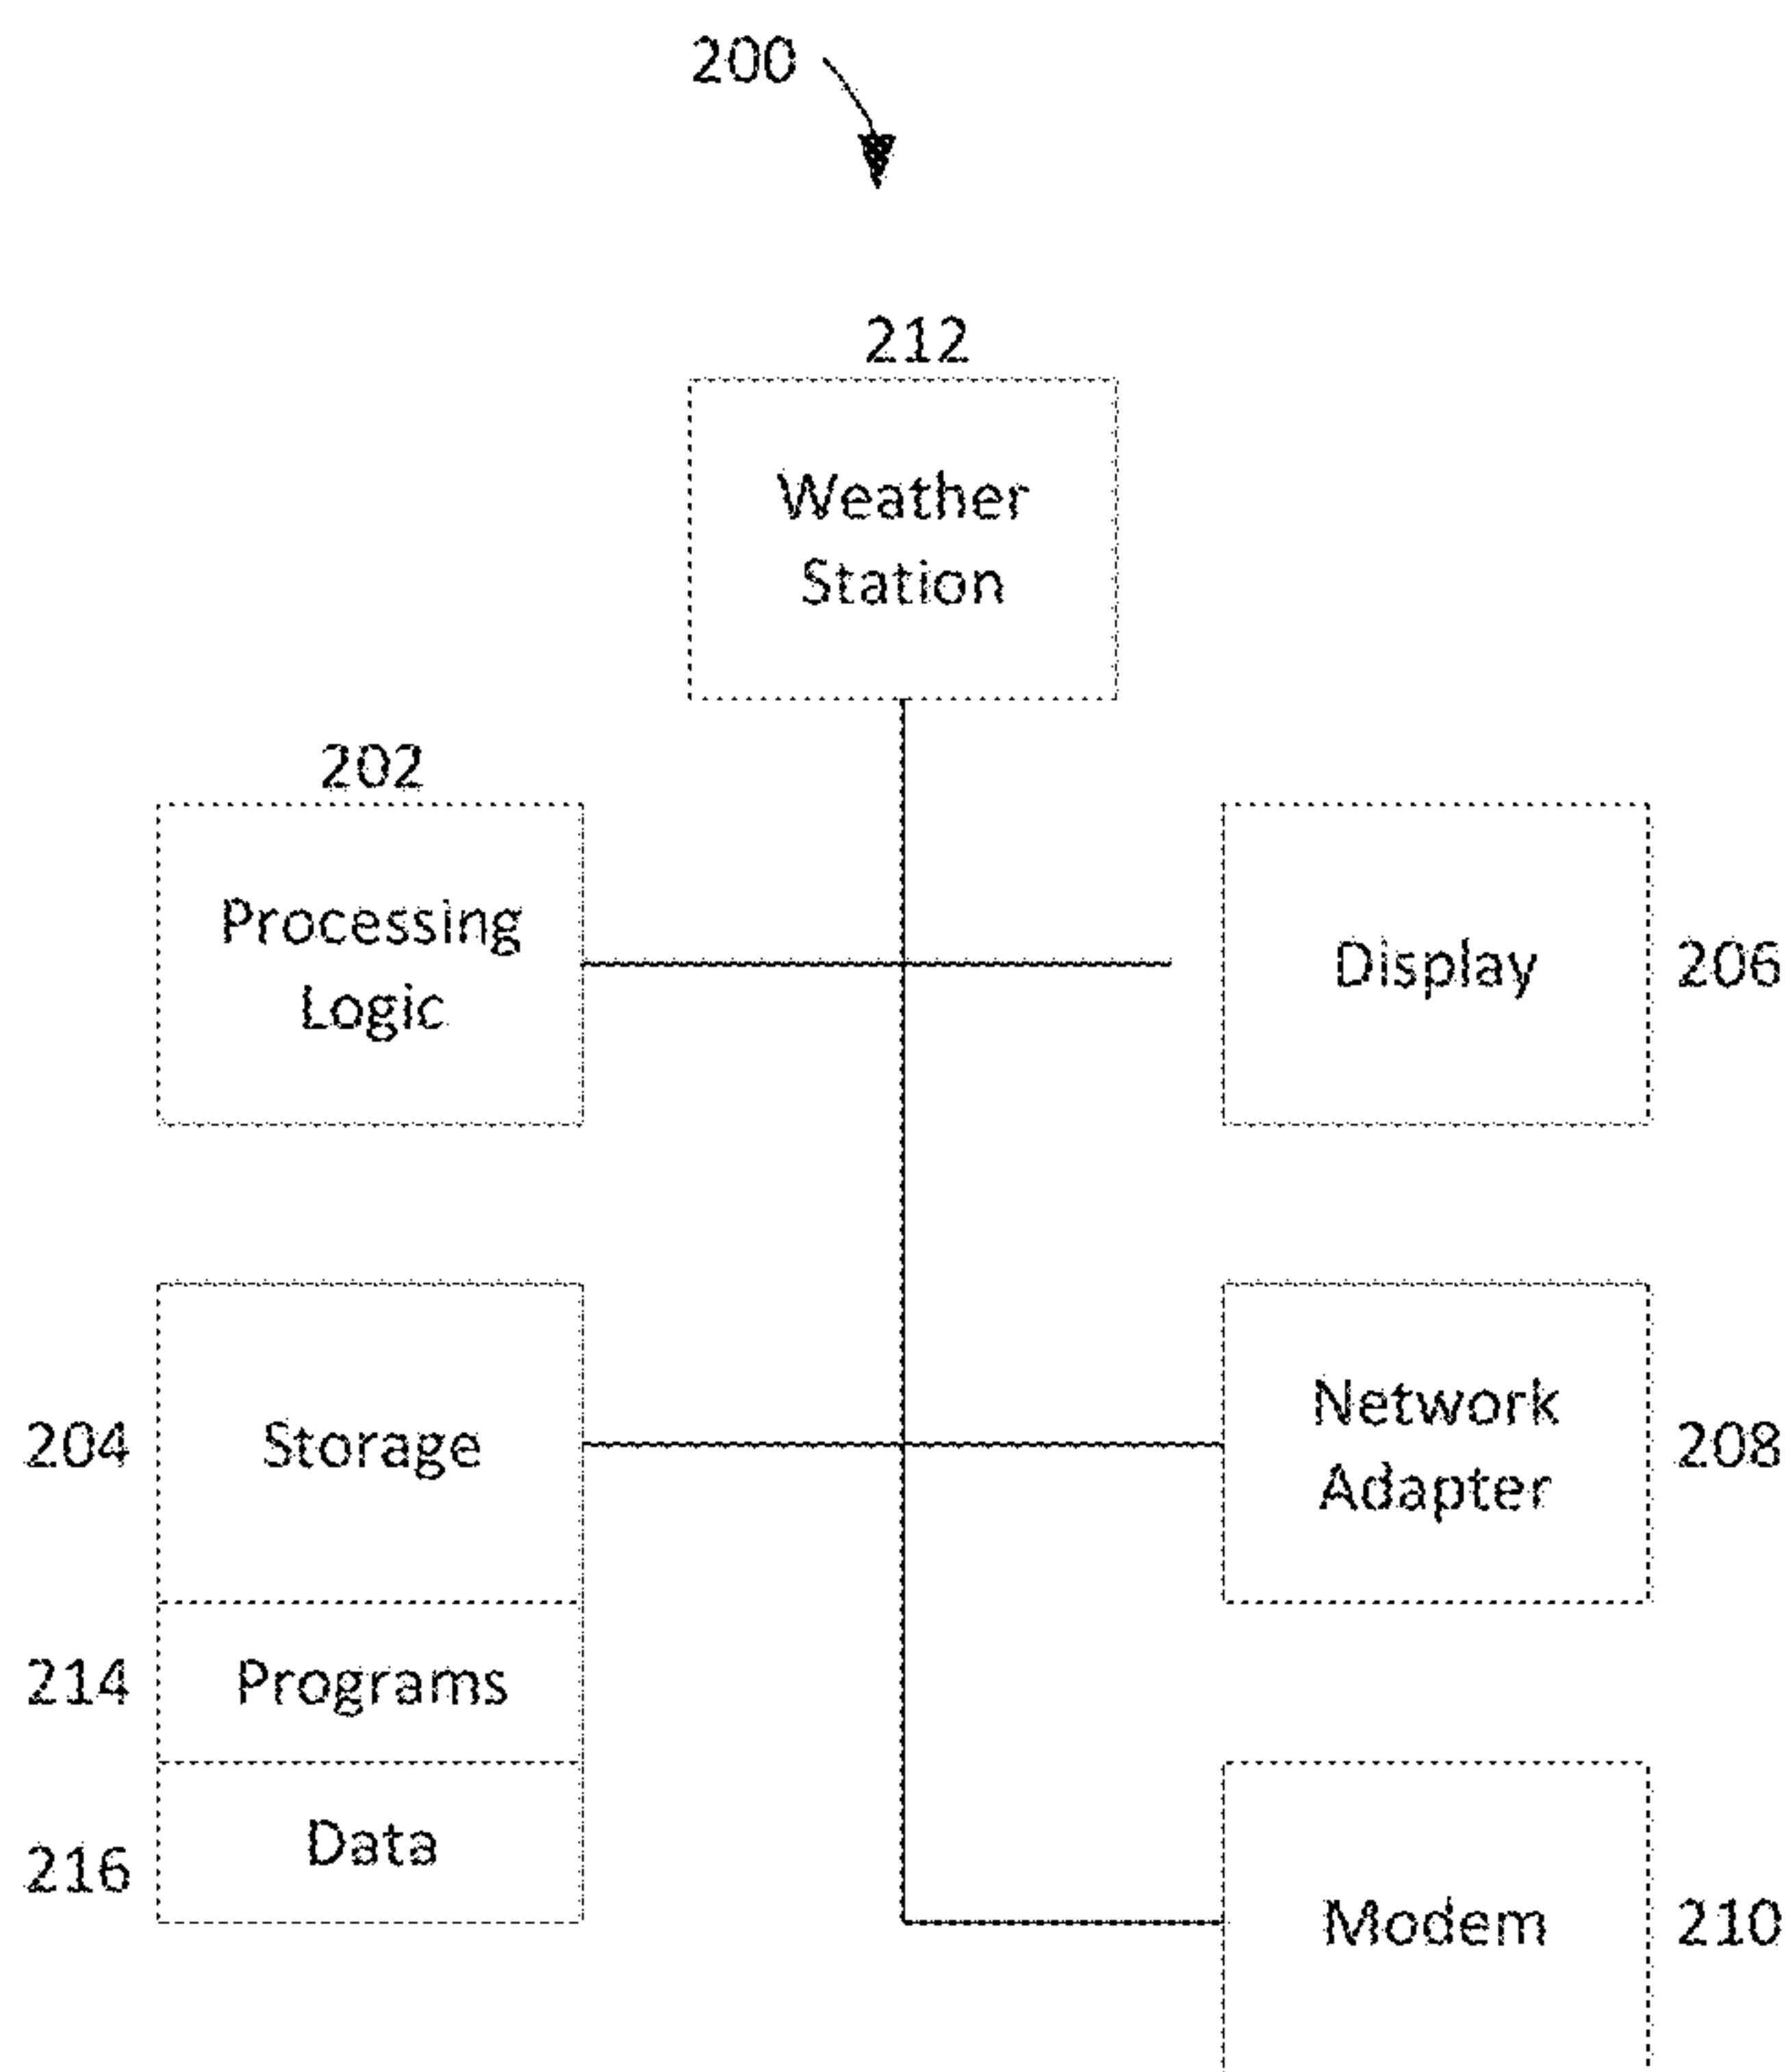 200
212
Weather
Station
202
Processing
Logic
Display
206
204
Storage
Network
Adapter
208
214
Programs
216
Data
Modem
210